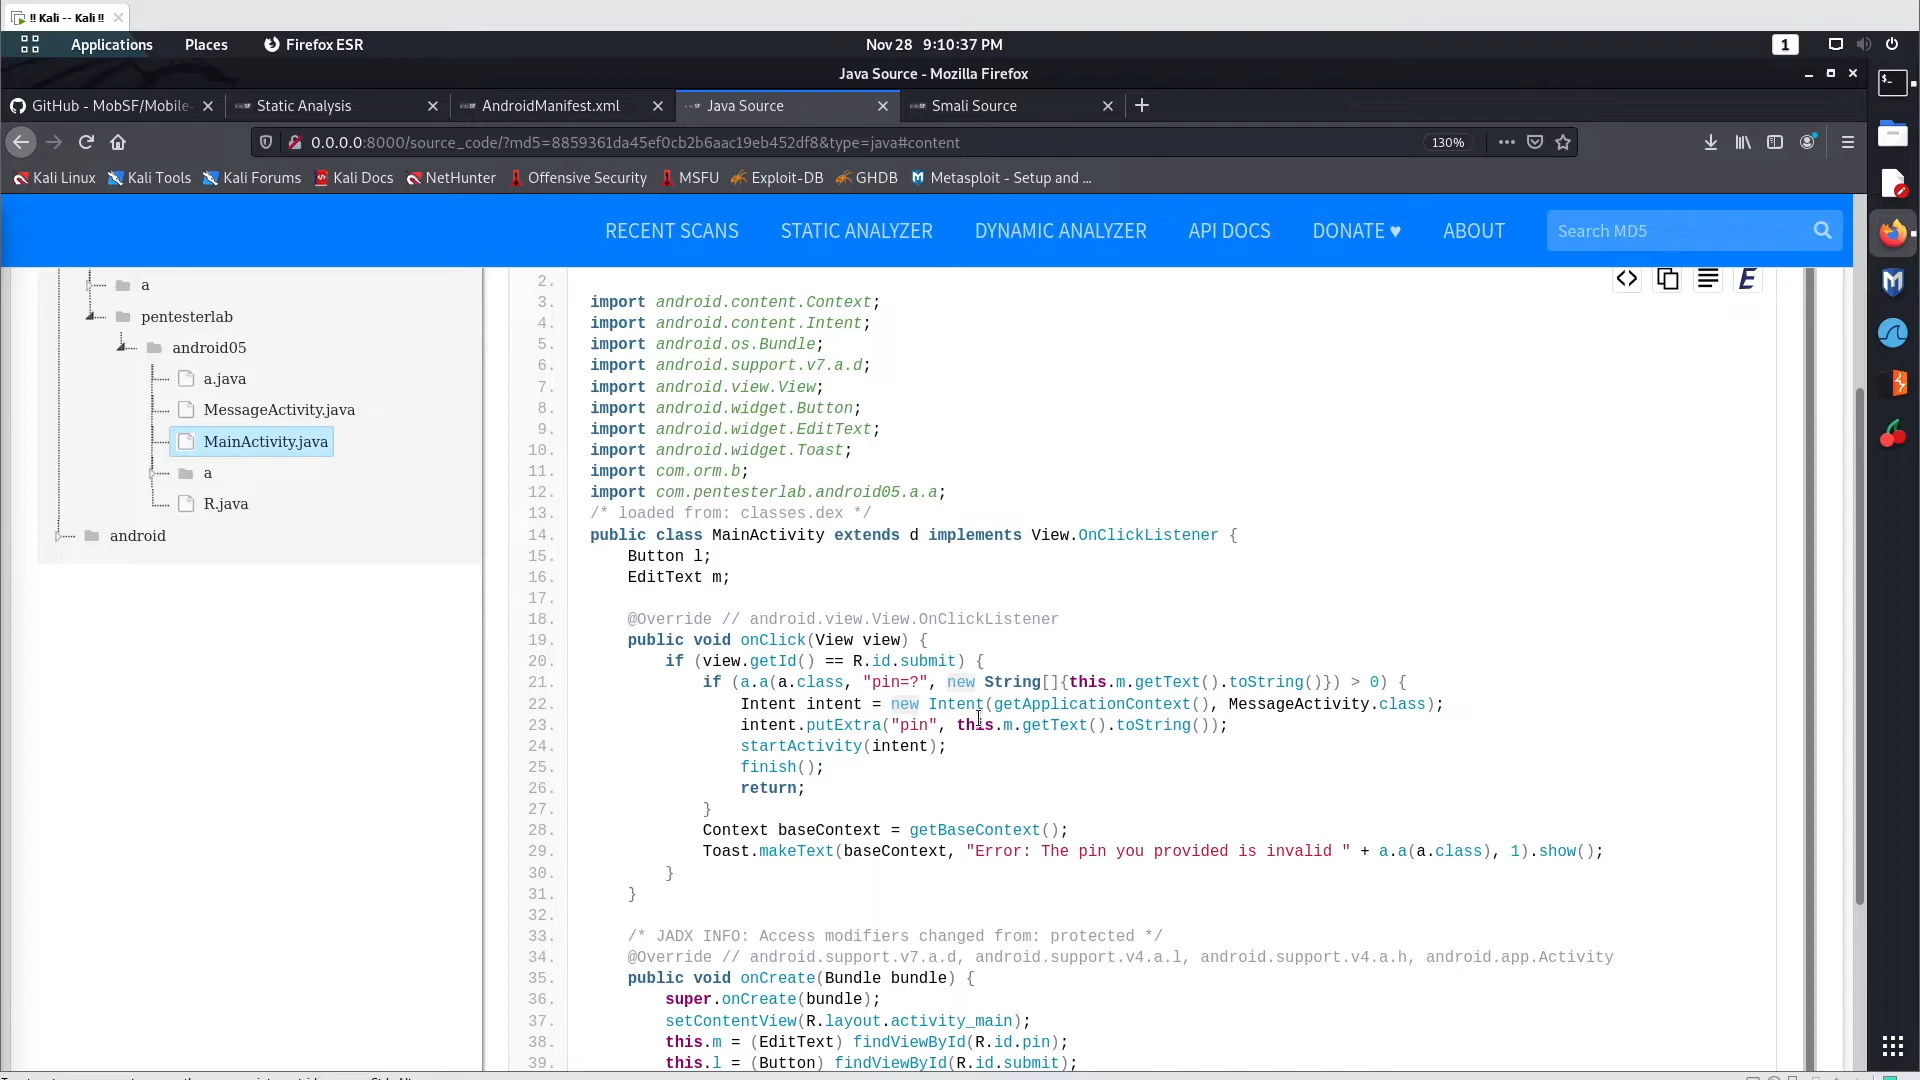 !! Kali -- Kali !!
Applications Places Firefox ESR Nov 28 9:10:37 PM 1
Java Source - Mozilla Firefox
GitHub - MobSF/Mobile- Static Analysis AndroidManifest.xml Java Source Smali Source
0.0.0.0:8000/source_code/?md5=8859361da45ef0cb2b6aac19eb452df8&type=java#content 130%
Kali Linux Kali Tools Kali Forums Kali Docs NetHunter Offensive Security MSFU Exploit-DB GHDB Metasploit - Setup and ...
RECENT SCANS STATIC ANALYZER DYNAMIC ANALYZER API DOCS DONATE ♥ ABOUT Search MD5
a
pentesterlab
android05
a.java
MessageActivity.java
MainActivity.java
a
R.java
android
2.
3. import android.content.Context;
4. import android.content.Intent;
5. import android.os.Bundle;
6. import android.support.v7.a.d;
7. import android.view.View;
8. import android.widget.Button;
9. import android.widget.EditText;
10. import android.widget.Toast;
11. import com.orm.b;
12. import com.pentesterlab.android05.a.a;
13. /* loaded from: classes.dex */
14. public class MainActivity extends d implements View.OnClickListener {
15. Button l;
16. EditText m;
17.
18. @Override // android.view.View.OnClickListener
19. public void onClick(View view) {
20. if (view.getId() == R.id.submit) {
21. if (a.a(a.class, "pin=?", new String[]{this.m.getText().toString()}) > 0) {
22. Intent intent = new Intent(getApplicationContext(), MessageActivity.class);
23. intent.putExtra("pin", this.m.getText().toString());
24. startActivity(intent);
25. finish();
26. return;
27. }
28. Context baseContext = getBaseContext();
29. Toast.makeText(baseContext, "Error: The pin you provided is invalid " + a.a(a.class), 1).show();
30. }
31. }
32.
33. /* JADX INFO: Access modifiers changed from: protected */
34. @Override // android.support.v7.a.d, android.support.v4.a.l, android.support.v4.a.h, android.app.Activity
35. public void onCreate(Bundle bundle) {
36. super.onCreate(bundle);
37. setContentView(R.layout.activity_main);
38. this.m = (EditText) findViewById(R.id.pin);
39. this.l = (Button) findViewById(R.id.submit);